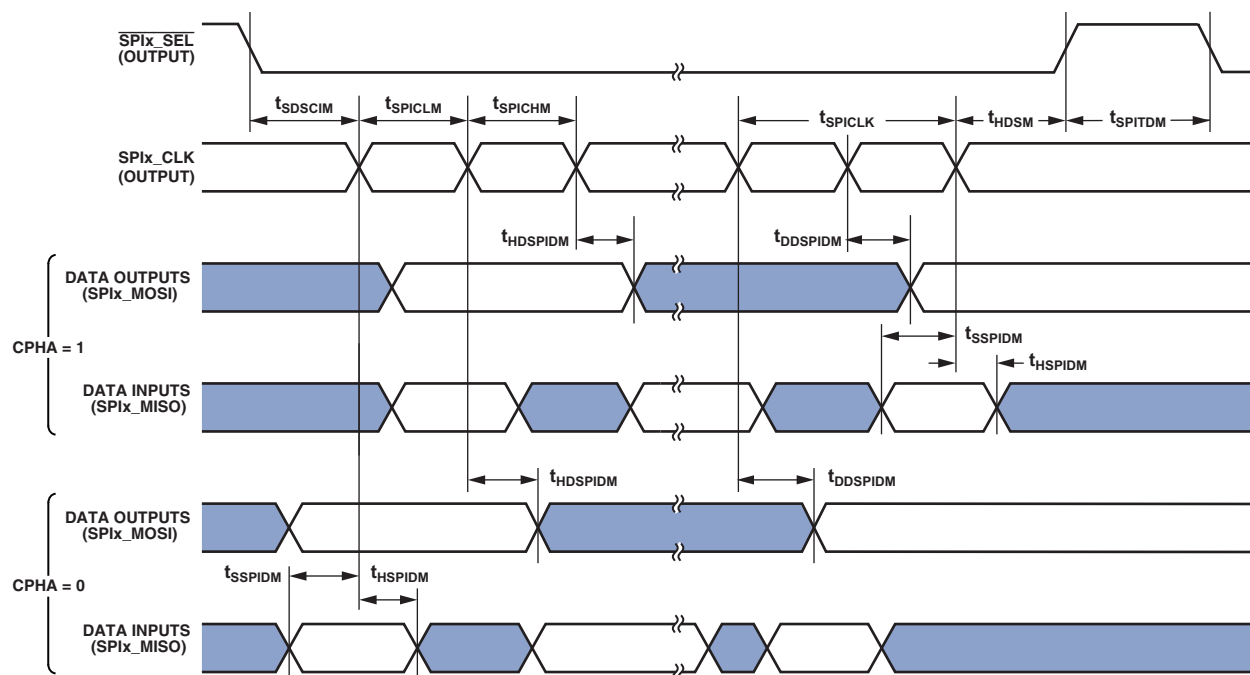 SPIx_SEL
(OUTPUT)
tSDSCIM
tSPICLM
tSPICHM
tSPICLK
tHDSM
tSPITDM
SPIx_CLK
(OUTPUT)
tHDSPIDM
tDDSPIDM
DATA OUTPUTS
(SPIx_MOSI)
tSSPIDM
CPHA = 1
tHSPIDM
DATA INPUTS
(SPIx_MISO)
tHDSPIDM
tDDSPIDM
DATA OUTPUTS
(SPIx_MOSI)
tSSPIDM
tHSPIDM
CPHA = 0
DATA INPUTS
(SPIx_MISO)